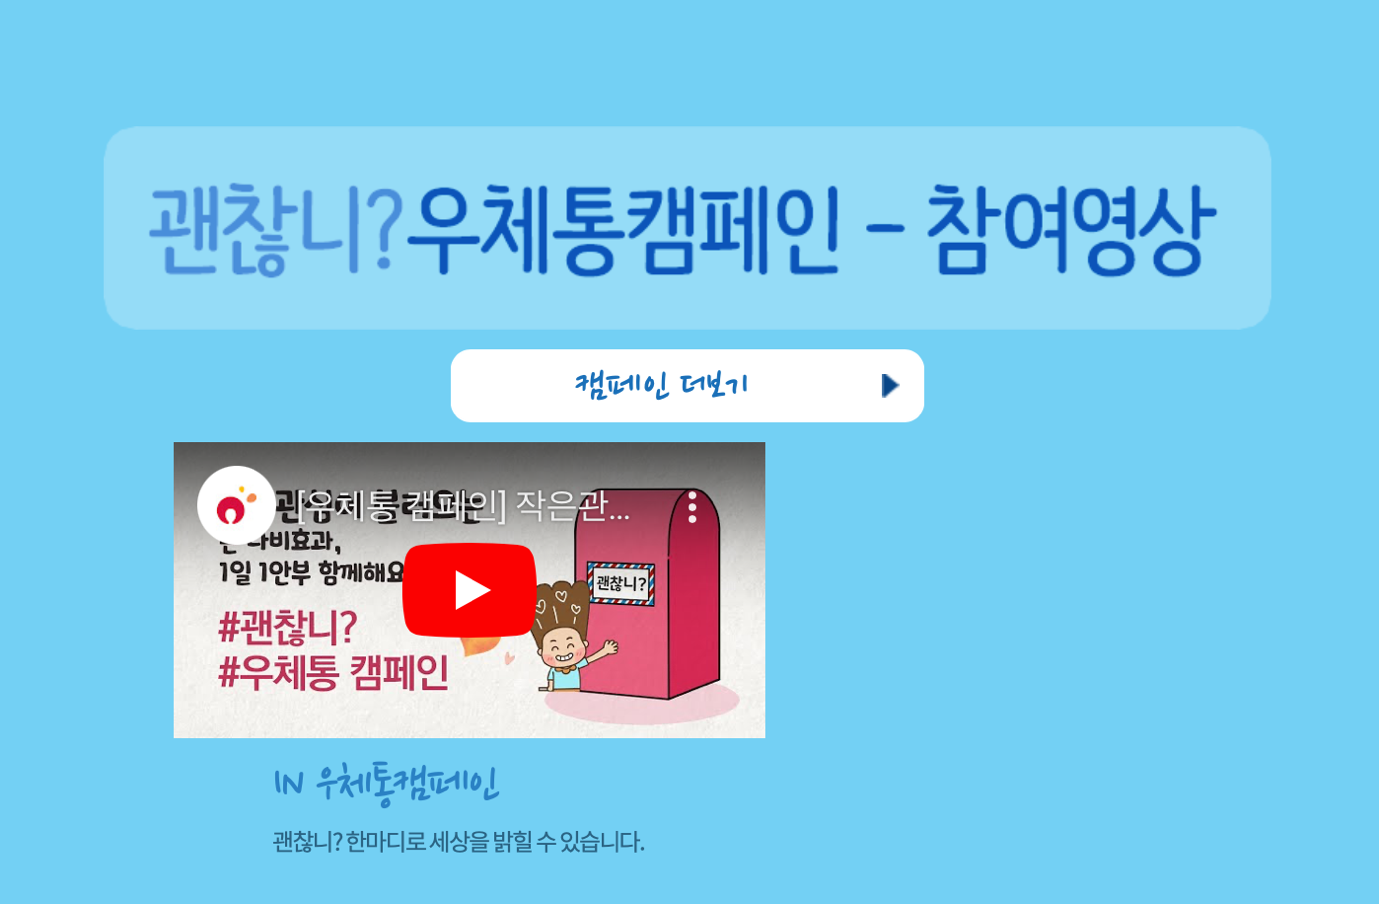 괜찮니?우체통캠페인 - 참여영상
캠페인 더보기
[우체통 캠페인] 작은관...
나비효과,
1일 1안부 함께해요
#괜찮니?
#우체통 캠페인
괜찮니?
IN 우체통캠페인
괜찮니? 한마디로 세상을 밝힐 수 있습니다.